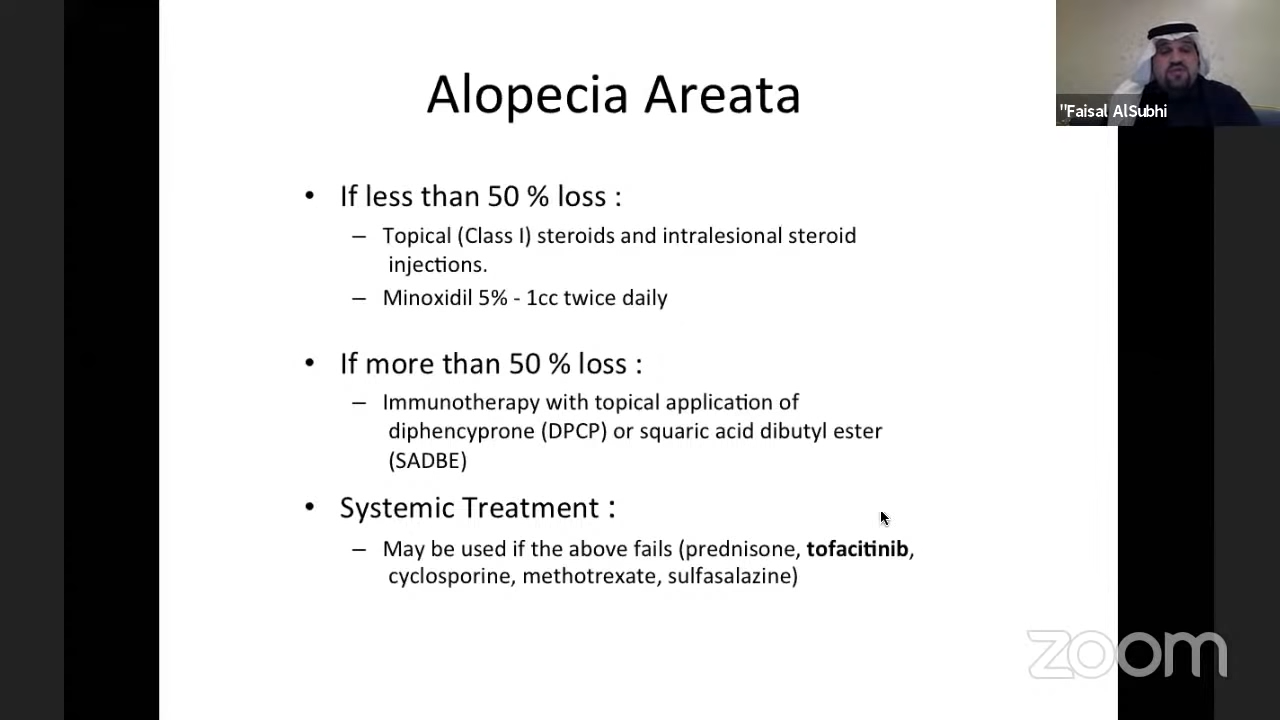 Alopecia Areata
"Faisal AlSubhi
• If less than 50 % loss :
– Topical (Class I) steroids and intralesional steroid
injections.
– Minoxidil 5% - 1cc twice daily
• If more than 50 % loss :
– Immunotherapy with topical application of
diphencyprone (DPCP) or squaric acid dibutyl ester
(SADBE)
• Systemic Treatment :
– May be used if the above fails (prednisone, tofacitinib,
cyclosporine, methotrexate, sulfasalazine)
zoom